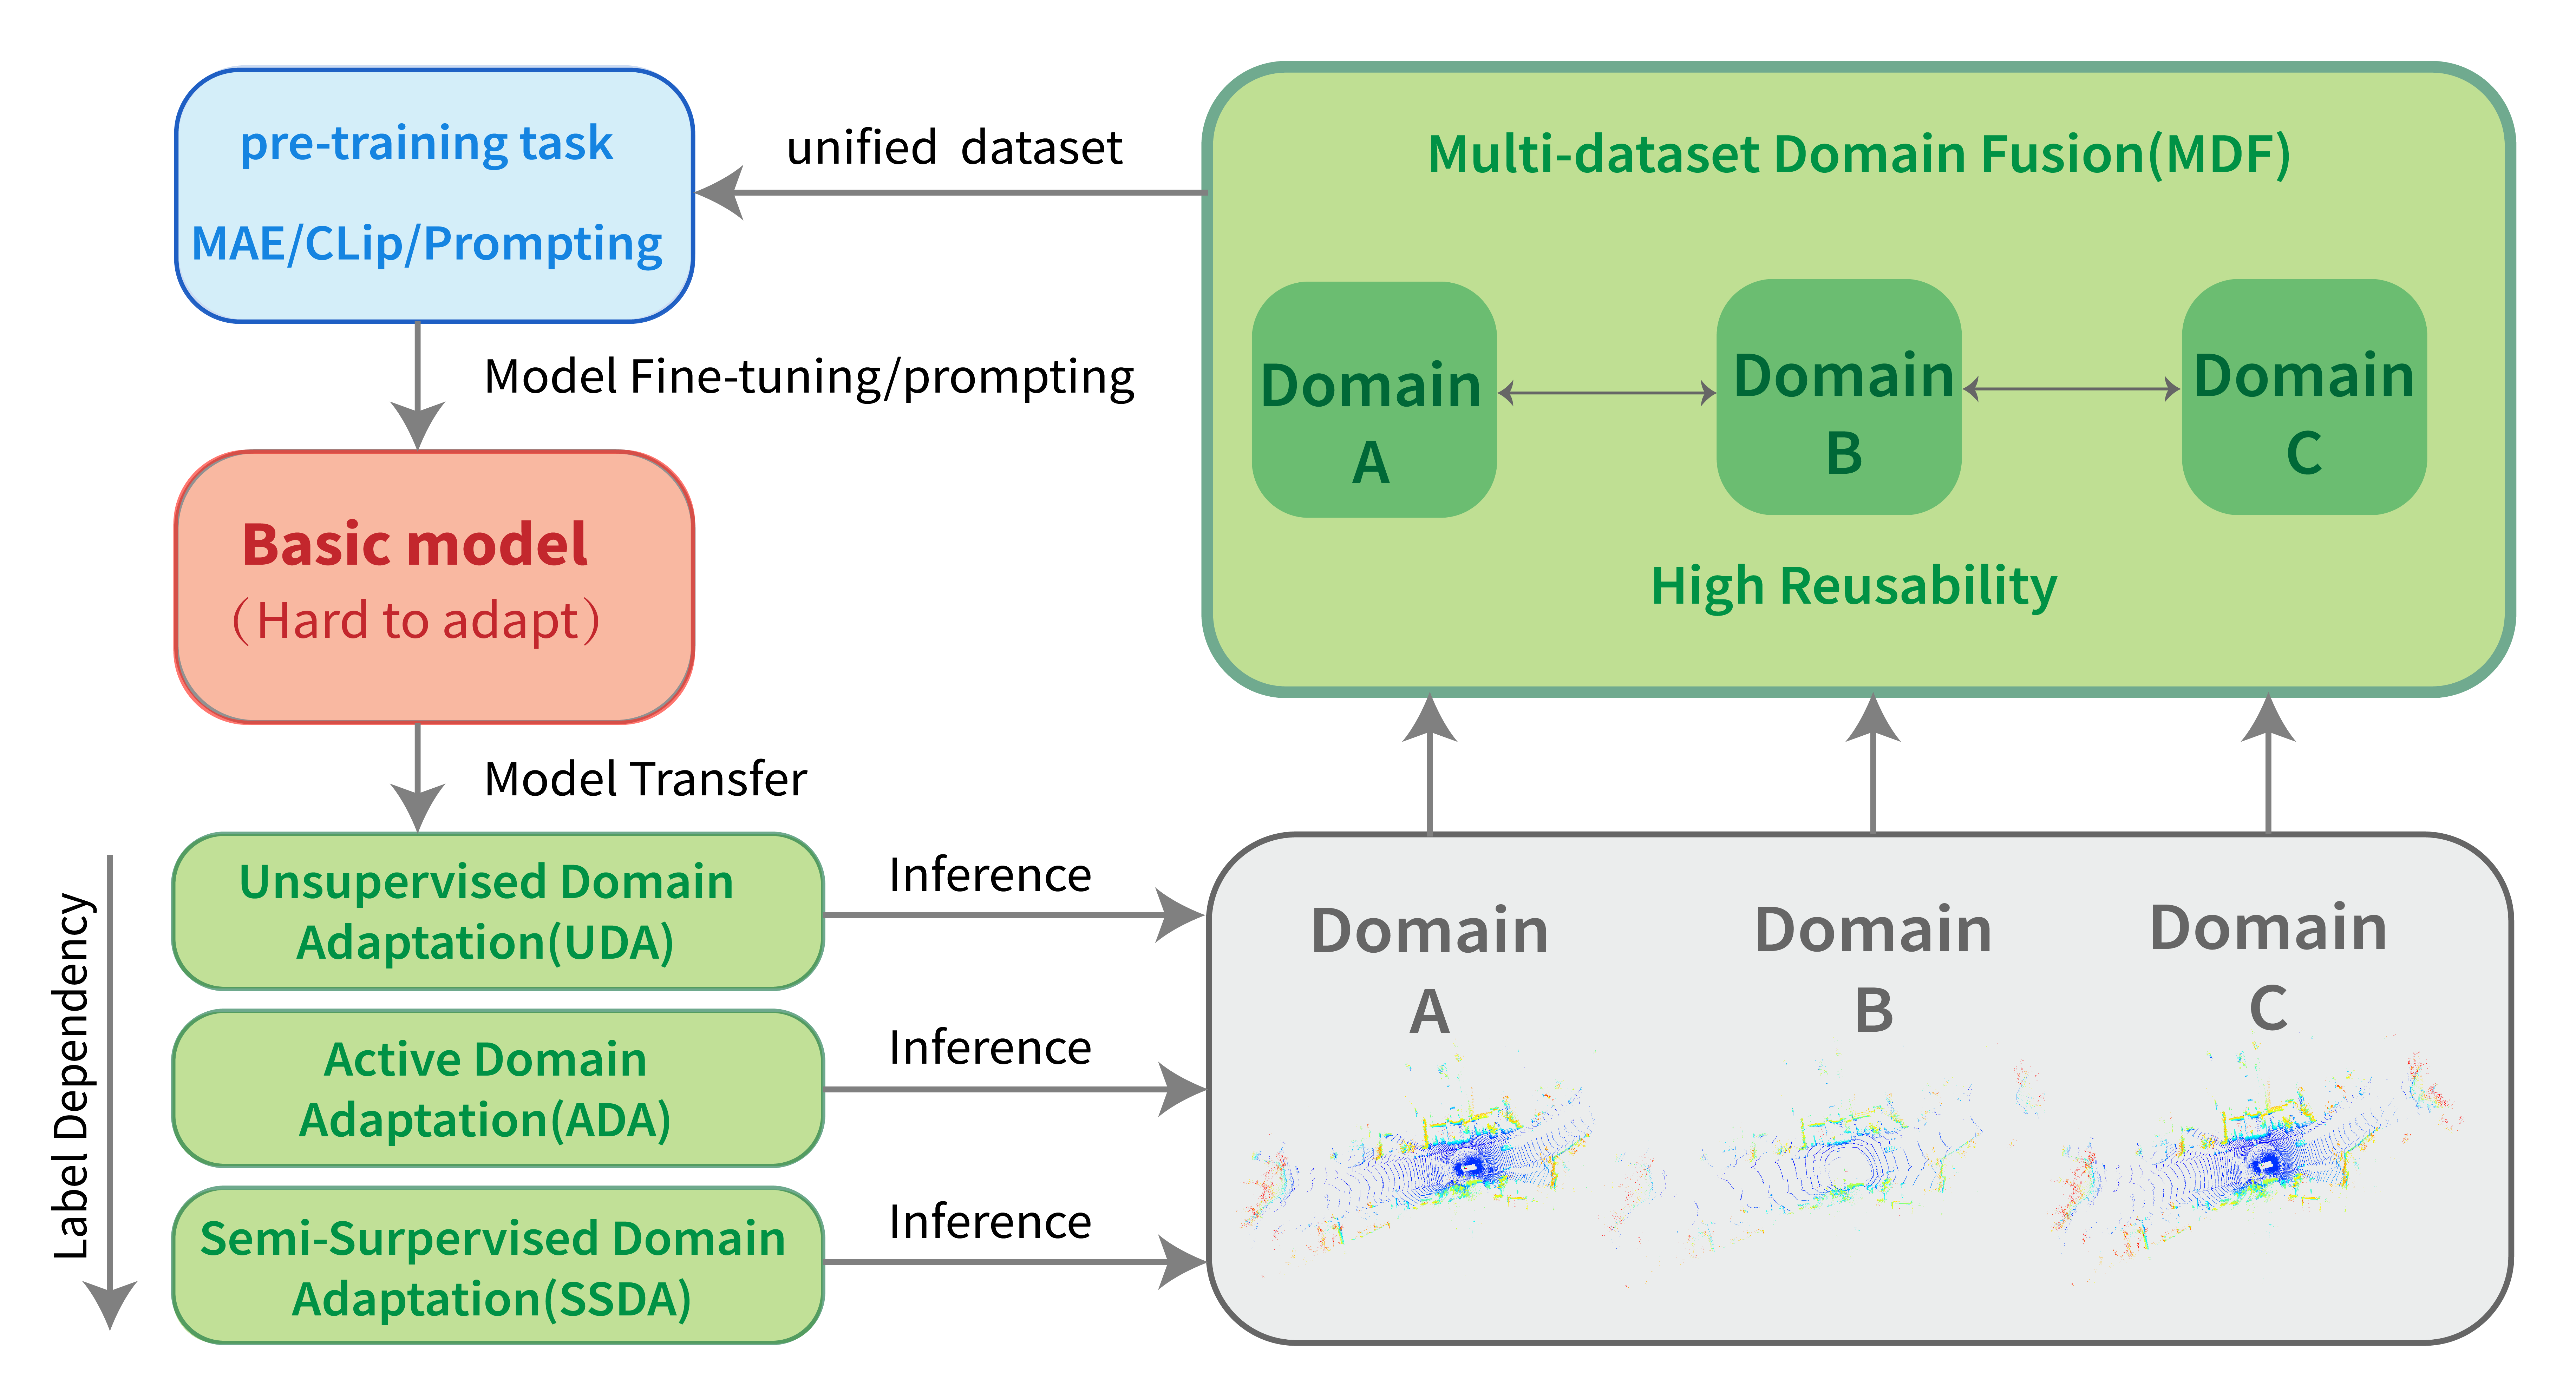 pre-training task
MAE/CLip/Prompting
unified dataset
Multi-dataset Domain Fusion(MDF)
Domain
A
Domain
B
Domain
C
High Reusability
Model Fine-tuning/prompting
Basic model
（Hard to adapt）
Model Transfer
Label Dependency
Unsupervised Domain
Adaptation(UDA)
Inference
Active Domain
Adaptation(ADA)
Inference
Semi-Surpervised Domain
Adaptation(SSDA)
Inference
Domain
A
Domain
B
Domain
C